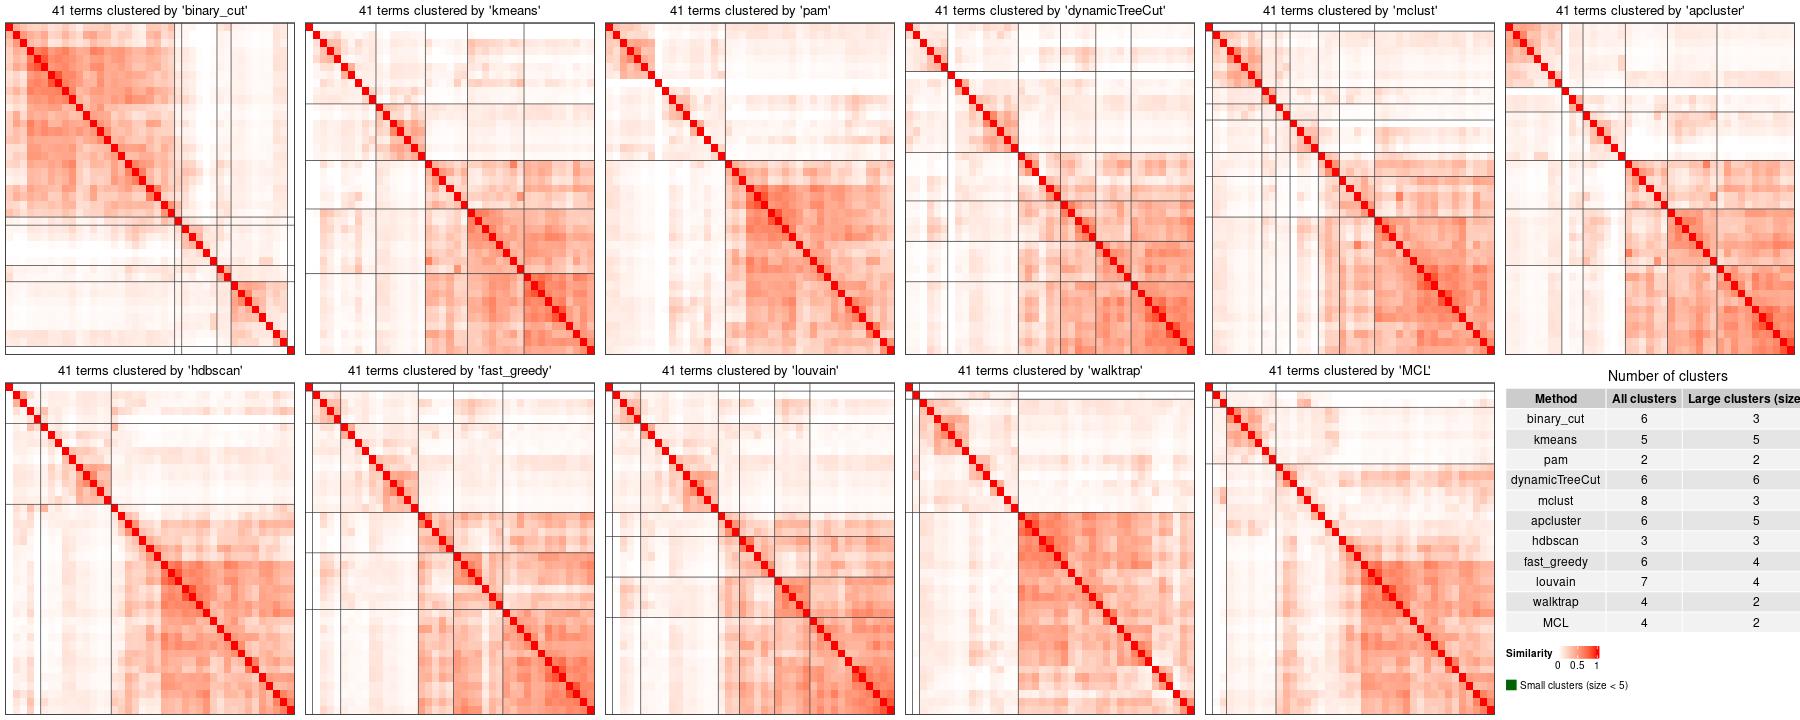 41 terms clustered by 'binary_cut'
41 terms clustered by 'kmeans'
41 terms clustered by 'pam'
41 terms clustered by 'dynamicTreeCut'
41 terms clustered by 'mclust'
41 terms clustered by 'apcluster'
41 terms clustered by 'hdbscan'
41 terms clustered by 'fast_greedy'
41 terms clustered by 'louvain'
41 terms clustered by 'walktrap'
41 terms clustered by 'MCL'
Number of clusters
Method All clusters Large clusters (size
binary_cut 6 3
kmeans 5 5
pam 2 2
dynamicTreeCut 6 6
mclust 8 3
apcluster 6 5
hdbscan 3 3
fast_greedy 6 4
louvain 7 4
walktrap 4 2
MCL 4 2
Similarity
0 0.5 1
Small clusters (size < 5)